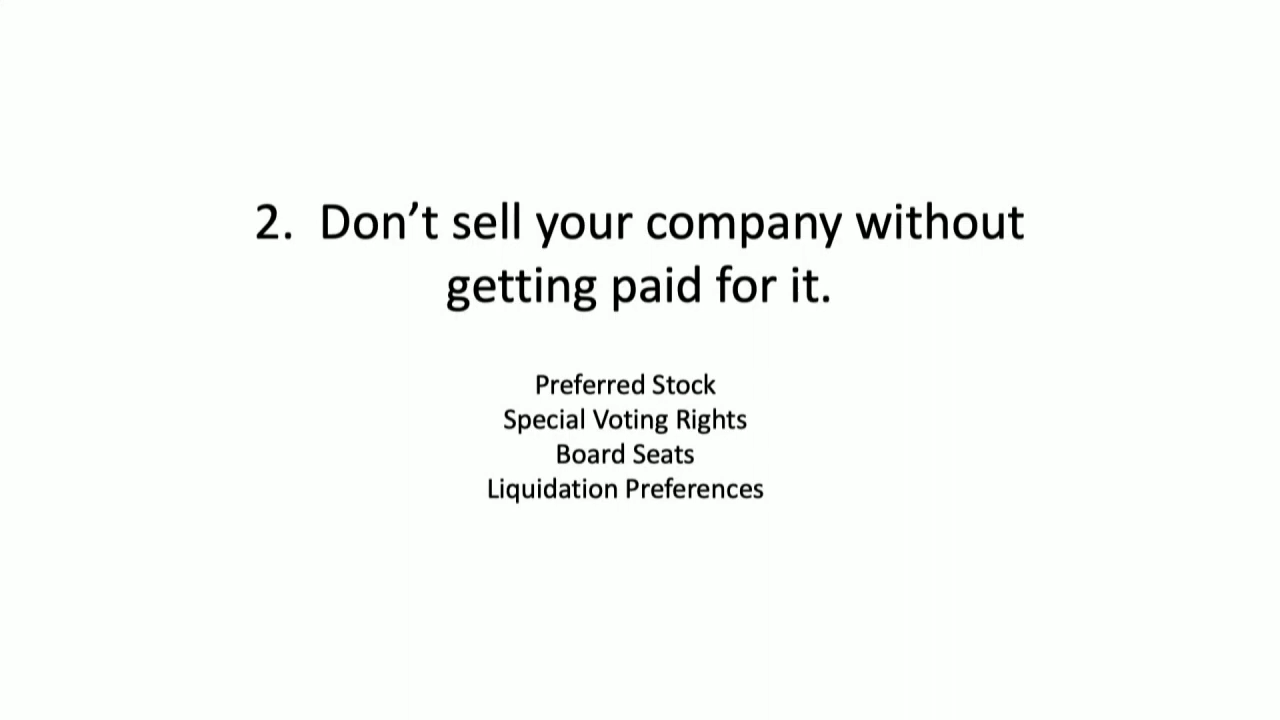 2. Don’t sell your company without
getting paid for it.
Preferred Stock
Special Voting Rights
Board Seats
Liquidation Preferences